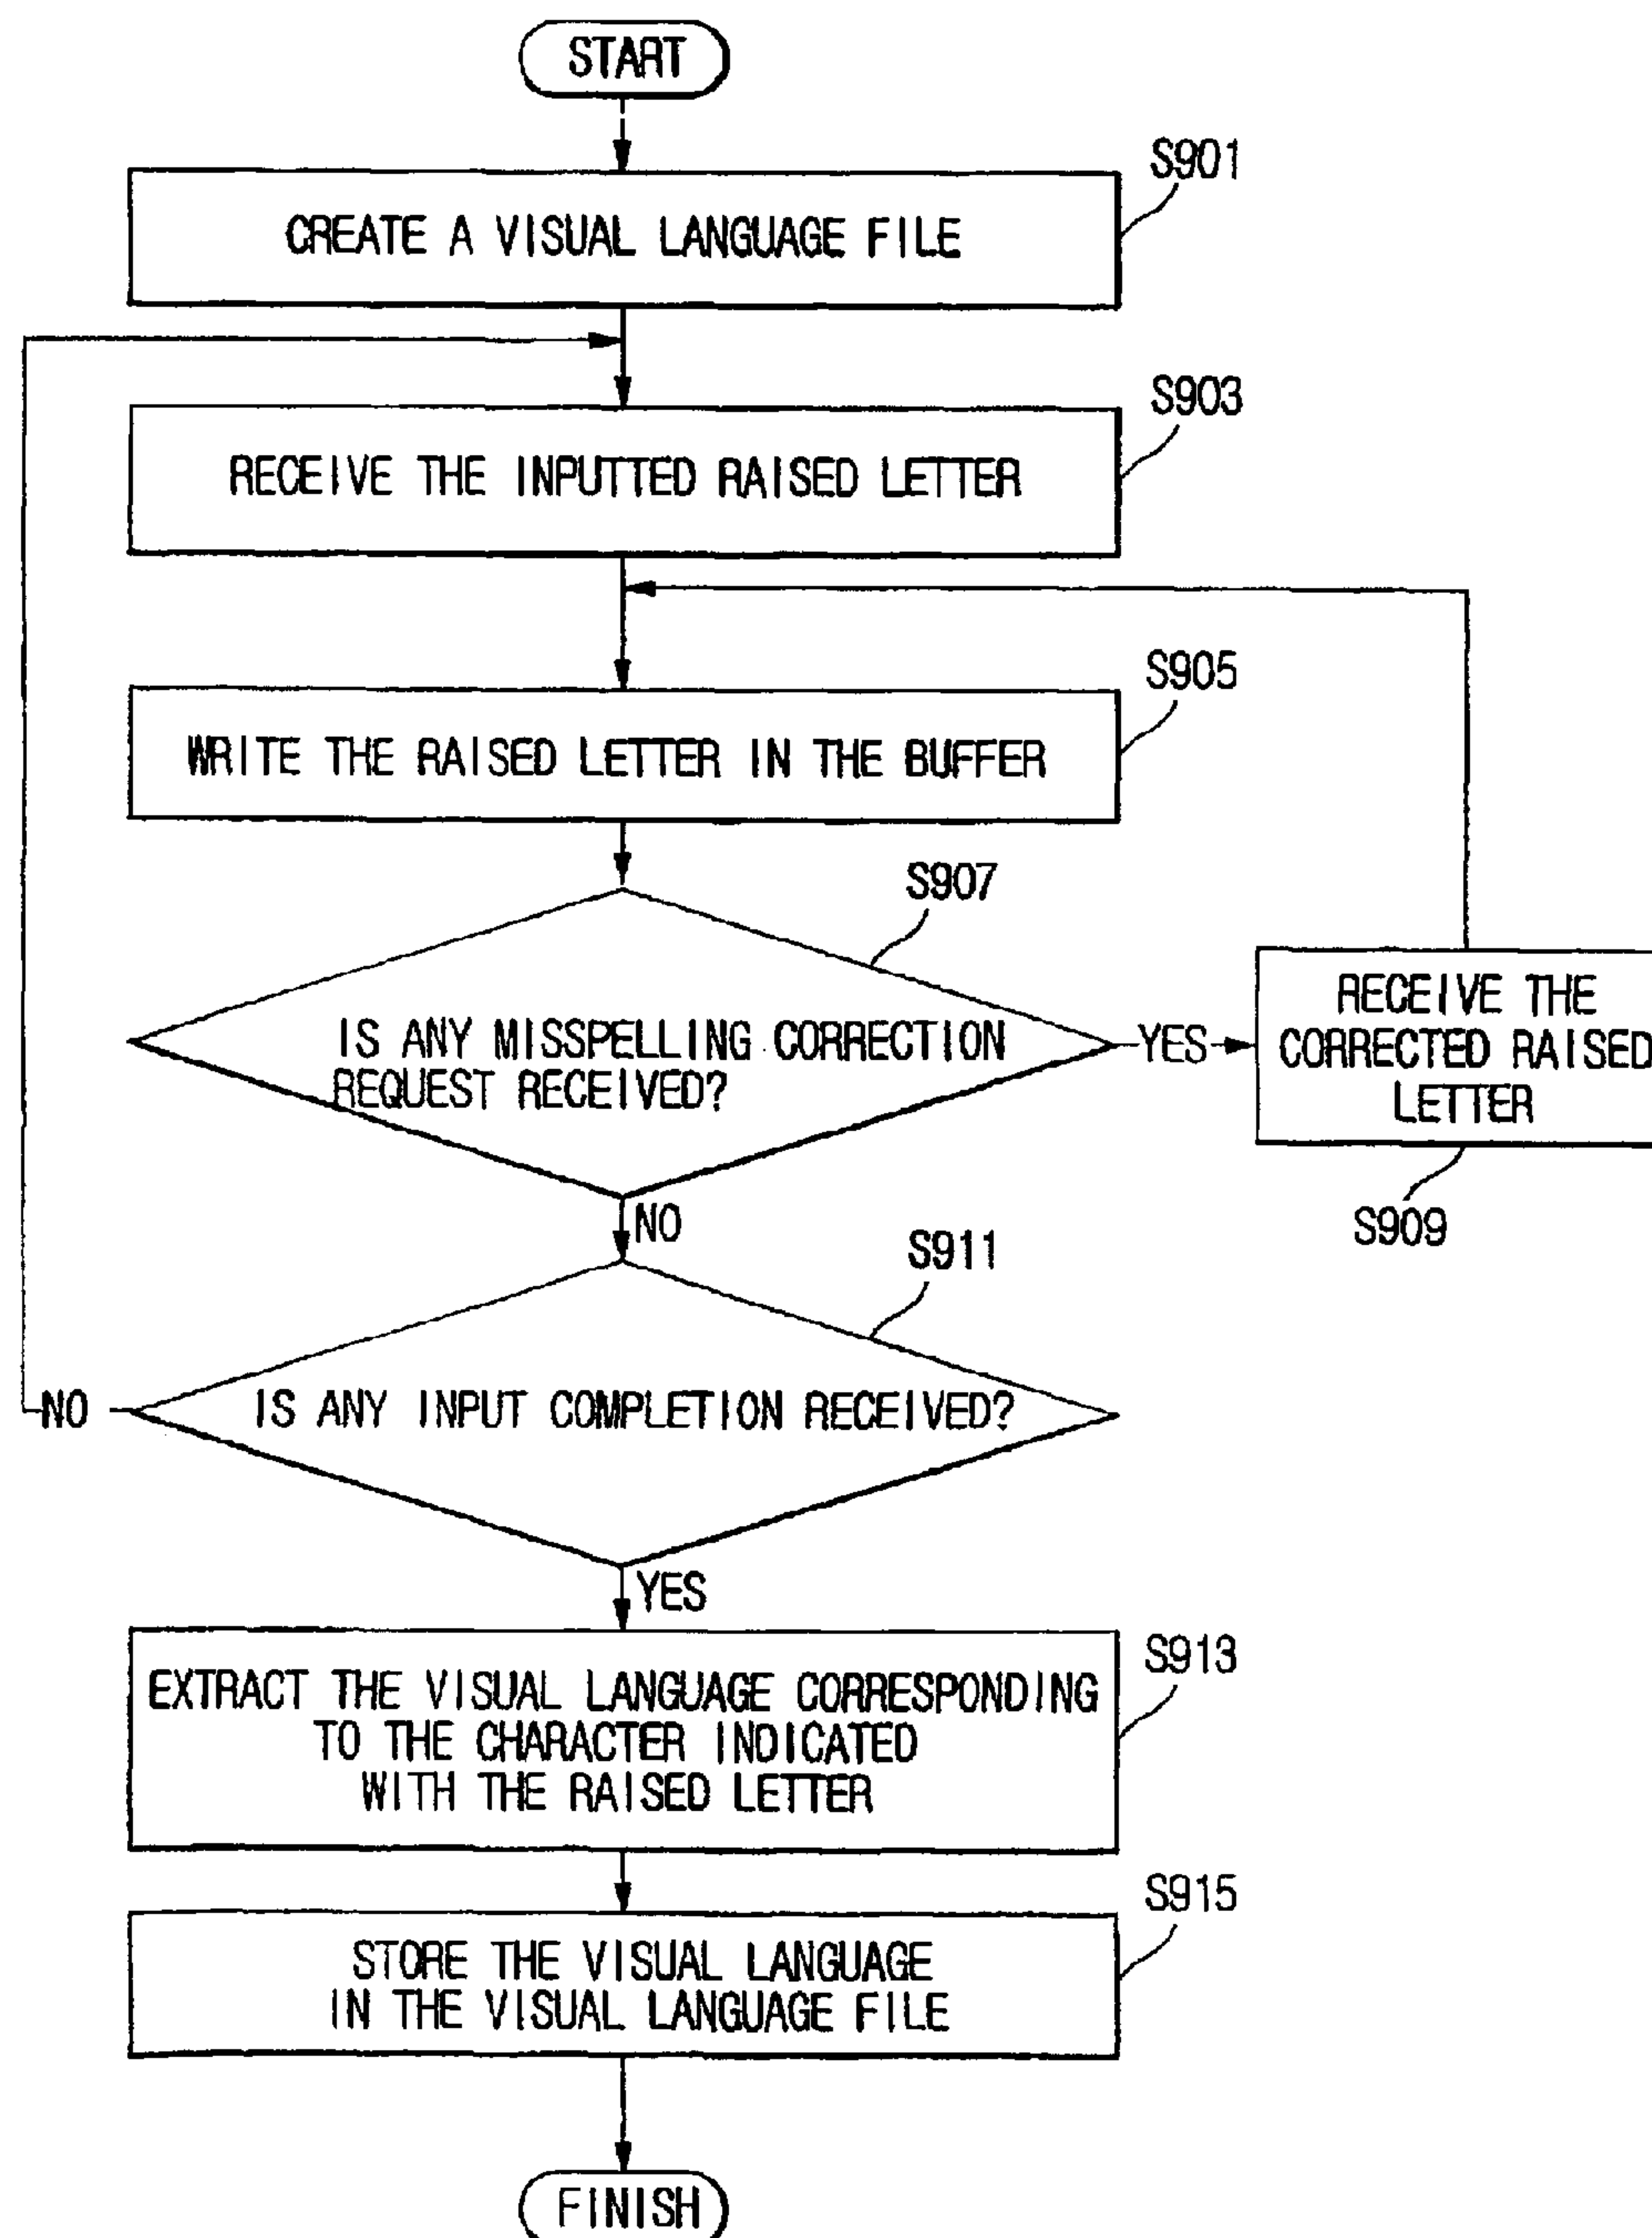 START
S901
CREATE A VISUAL LANGUAGE FILE
S903
RECEIVE THE INPUTTED RAISED LETTER
S905
WRITE THE RAISED LETTER IN THE BUFFER
S907
IS ANY MISSPELLING CORRECTION
REQUEST RECEIVED?
YES
RECEIVE THE
CORRECTED RAISED
LETTER
S909
NO
S911
IS ANY INPUT COMPLETION RECEIVED?
NO
YES
S913
EXTRACT THE VISUAL LANGUAGE CORRESPONDING
TO THE CHARACTER INDICATED
WITH THE RAISED LETTER
S915
STORE THE VISUAL LANGUAGE
IN THE VISUAL LANGUAGE FILE
FINISH